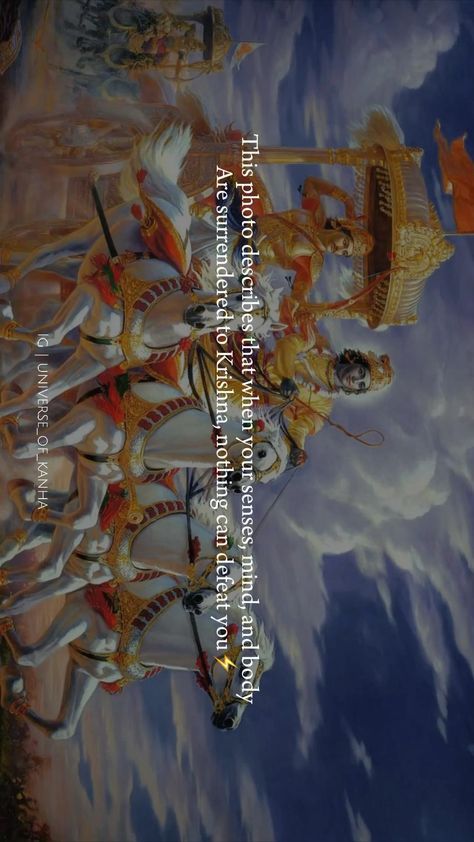 This photo describes that when your senses, mind, and body
Are surrendered to Krishna, nothing can defeat you⚡
IG | UNIVERSE_OF_KANHA